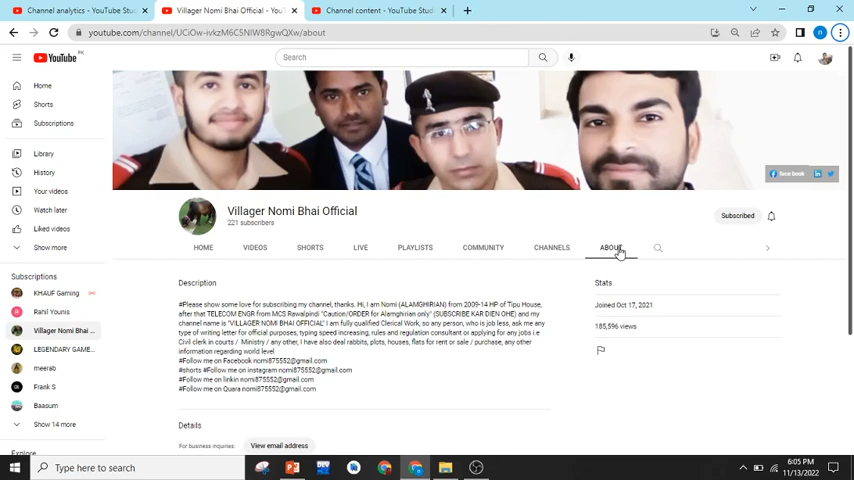 Channel analytics - YouTube Studio
Villager Nomi Bhai Official - YouT
Channel content - YouTube Studio
youtube.com/channel/UCiOw-ivkzM6C5NIW8RgwQXw/about
n
YouTube PK
Search
Home
Shorts
Subscriptions
Library
History
Your videos
Watch later
Liked videos
Show more
Subscriptions
KHAUF Gaming
Rahil Younis
Villager Nomi Bhai ...
LEGENDARY GAME...
meerab
Frank S
Baasum
Show 14 more
Explore
face book
Villager Nomi Bhai Official
221 subscribers
Subscribed
HOME VIDEOS SHORTS LIVE PLAYLISTS COMMUNITY CHANNELS ABOUT
Description
#Please show some love for subscribing my channel, thanks. Hi, I am Nomi (ALAMGHIRIAN) from 2009-14 HP of Tipu House,
after that TELECOM ENGR from MCS Rawalpindi "Caution/ORDER for Alamghirian only" (SUBSCRIBE KAR DIEN OHE) and my
channel name is "VILLAGER NOMI BHAI OFFICIAL" I am fully qualified Clerical Work, so any person, who is job less, ask me any
type of writing letter for official purposes, typing speed increasing, rules and regulation consultant or applying for any jobs i.e
Civil clerk in courts / Ministry / any other, I have also deal rabbits, plots, houses, flats for rent or sale / purchase, any other
information regarding world level
#Follow me on Facebook nomi875552@gmail.com
#shorts #Follow me on instagram nomi875552@gmail.com
#Follow me on linkin nomi875552@gmail.com
#Follow me on Quara nomi875552@gmail.com
Stats
Joined Oct 17, 2021
185,596 views
Details
For business inquiries: View email address
Type here to search
DEV
6:05 PM
11/13/2022